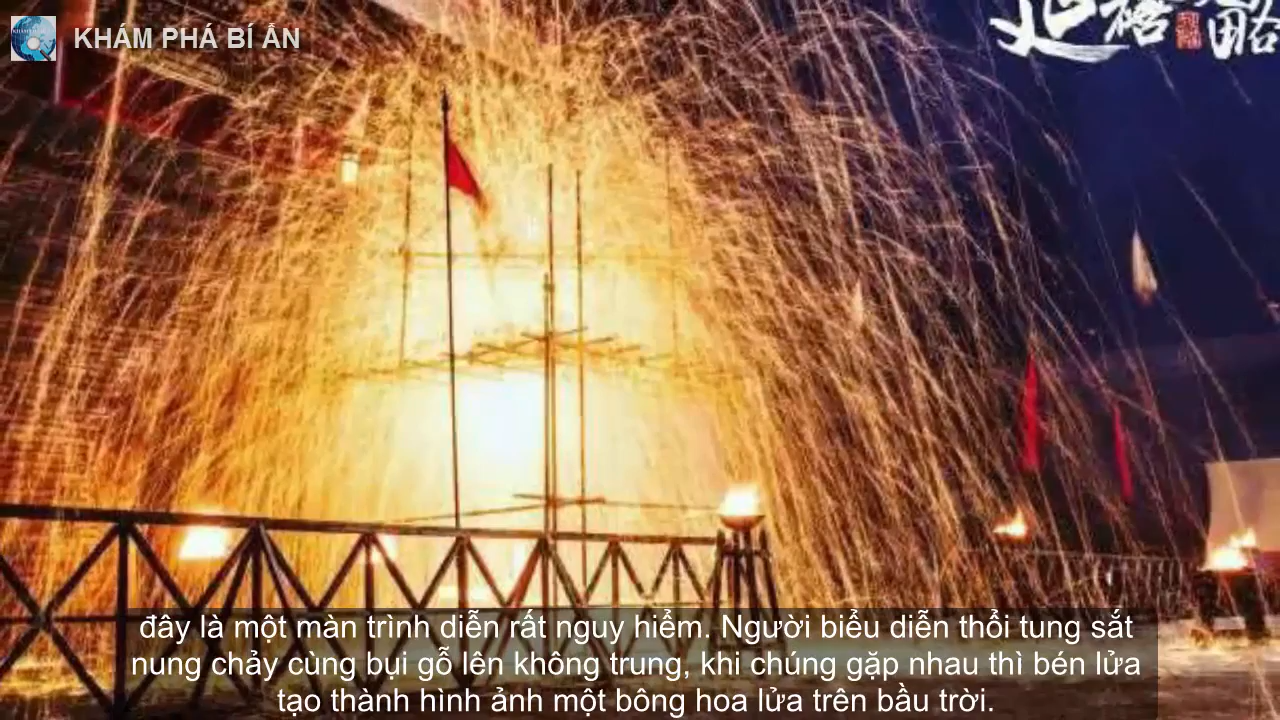 KHÁM PHÁ BÍ ẨN
đây là một màn trình diễn rất nguy hiểm. Người biểu diễn thổi tung sắt
nung chảy cùng bụi gỗ lên không trung, khi chúng gặp nhau thì bén lửa
tạo thành hình ảnh một bông hoa lửa trên bầu trời.